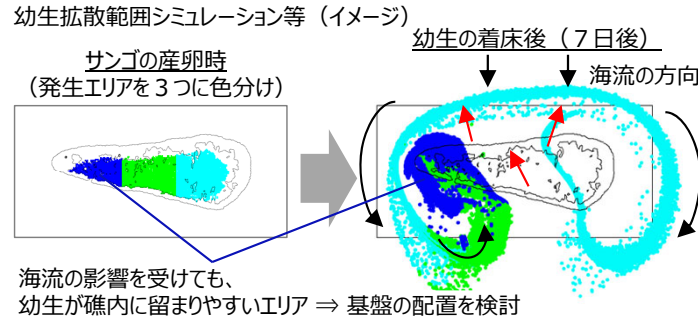 幼生拡散範囲シミュレーション等（イメージ）
サンゴの産卵時
（発生エリアを３つに色分け）
幼生の着床後（７日後）
海流の方向
海流の影響を受けても、
幼生が礁内に留まりやすいエリア ⇒ 基盤の配置を検討